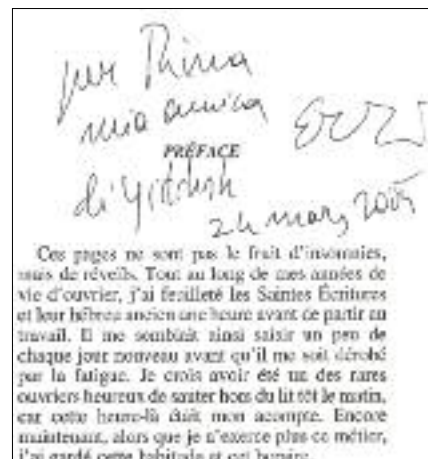 per Rina
mia amica
PRÉFACE
di Yiddish
24 mars 2005
Ces pages ne sont pas le fruit d'insomnies,
mais de réveils. Tout au long de mes années de
vie d'ouvrier, j'ai feuilleté les Saintes Écritures
et leur hébreu ancien une heure avant de partir au
travail. Il me semblait ainsi saisir un peu de
chaque jour nouveau avant qu'il me soit dérobé
par la fatigue. Je crois avoir été un des rares
ouvriers heureux de sauter hors du lit tôt le matin,
car cette heure-là était mon acompte. Encore
maintenant, alors que je n'exerce plus ce métier,
j'ai gardé cette habitude et cet horaire.